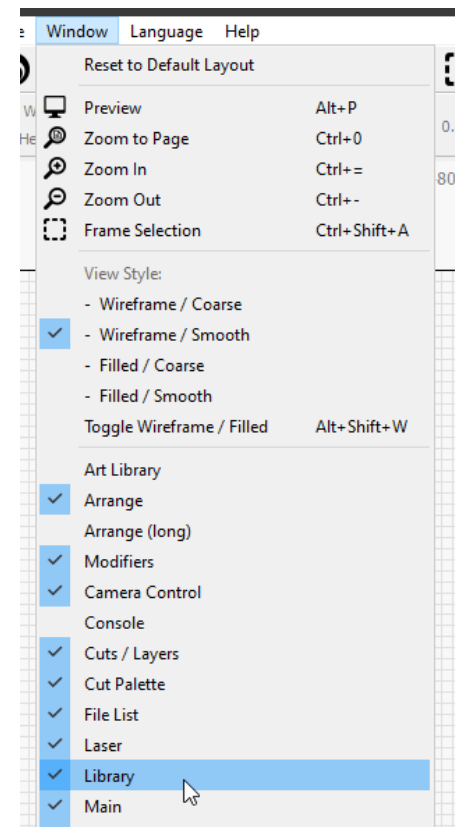 Window Language Help
Reset to Default Layout
Preview Alt+P
Zoom to Page Ctrl+0
Zoom In Ctrl+=
Zoom Out Ctrl+-
Frame Selection Ctrl+Shift+A
View Style:
- Wireframe / Coarse
- Wireframe / Smooth
- Filled / Coarse
- Filled / Smooth
Toggle Wireframe / Filled Alt+Shift+W
Art Library
Arrange
Arrange (long)
Modifiers
Camera Control
Console
Cuts / Layers
Cut Palette
File List
Laser
Library
Main